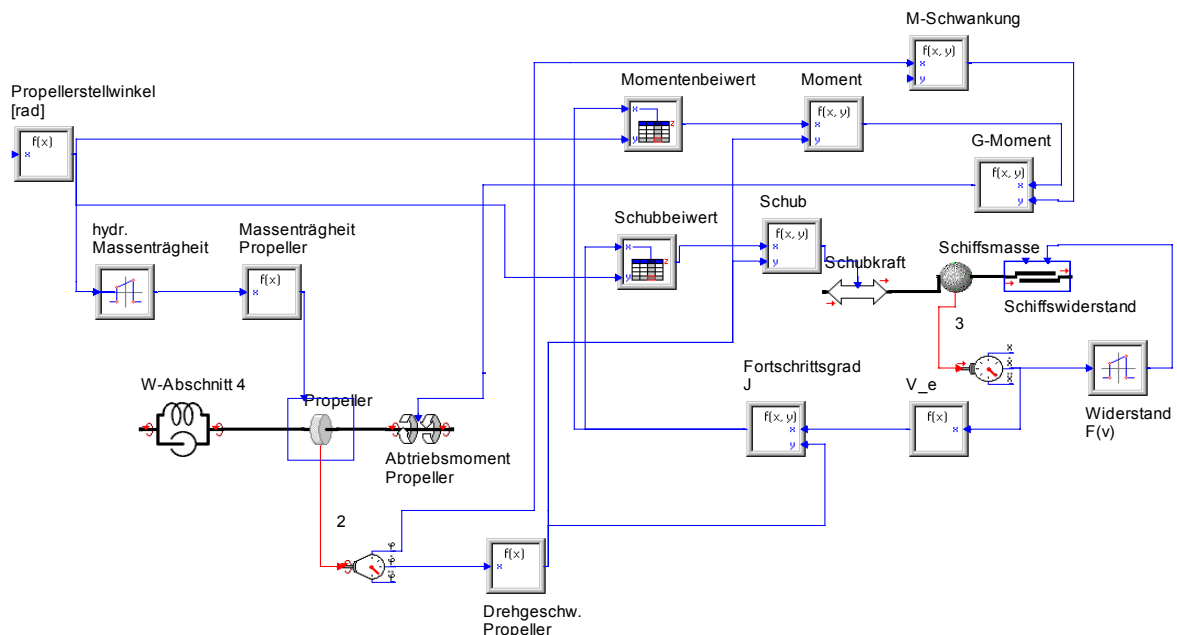 M-Schwankung
f(x, y)
x
y
Propellerstellwinkel
[rad]
f(x)
x
Momentenbeiwert
x
y
z
Moment
f(x, y)
x
y
G-Moment
f(x, y)
x
y
hydr.
Massenträgheit
Massenträgheit
Propeller
f(x)
x
Schubbeiwert
x
y
z
Schub
f(x, y)
x
y
Schubkraft
Schiffsmasse
Schiffswiderstand
3
W-Abschnitt 4
Propeller
Abtriebsmoment
Propeller
Fortschrittsgrad
J
f(x, y)
x
y
V_e
f(x)
x
Widerstand
F(v)
2
f(x)
x
Drehgeschw.
Propeller